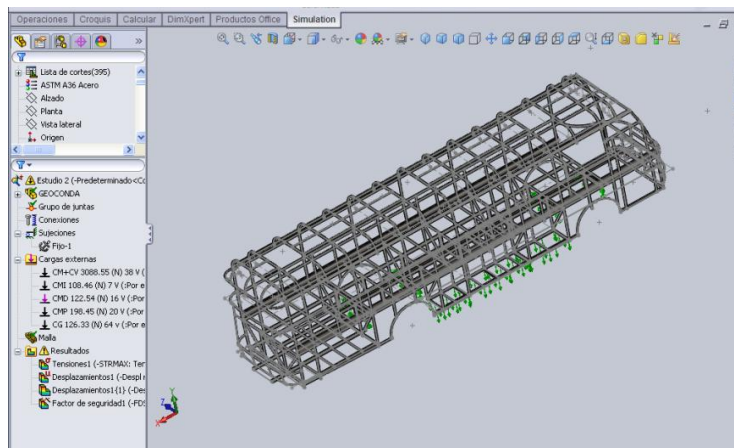 Operaciones Croquis Calcular DimXpert Productos Office Simulation
Lista de cortes(395)
ASTM A36 Acero
Alzado
Planta
Vista lateral
Origen
Estudio 2 (-Predeterminado<Co
GEOCONDA
Grupo de juntas
Conexiones
Sujeciones
Fijo-1
Cargas externas
CM+CV 3088.55 (N) 38 V (
CMI 108.46 (N) 7 V (:Por e
CMD 122.54 (N) 16 V (:Por
CMP 198.45 (N) 20 V (:Por
CG 126.33 (N) 64 v (:Por e
Malla
Resultados
Tensiones1 (-STRMAX: Ter
Desplazamientos1 (-Despl
Desplazamientos1{1} (-Des
Factor de seguridad1 (-FDS
Y
Z
X